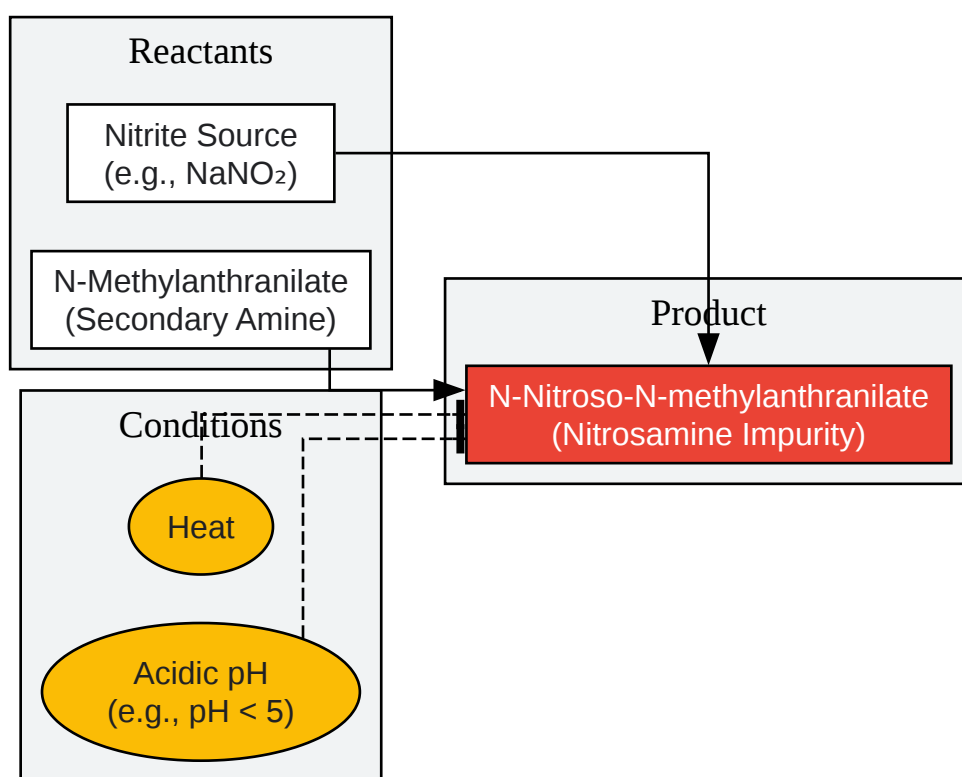 Reactants
Nitrite Source
(e.g., NaNO₂)
N-Methylanthranilate
(Secondary Amine)
Product
N-Nitroso-N-methylanthranilate
(Nitrosamine Impurity)
Conditions
Heat
Acidic pH
(e.g., pH < 5)